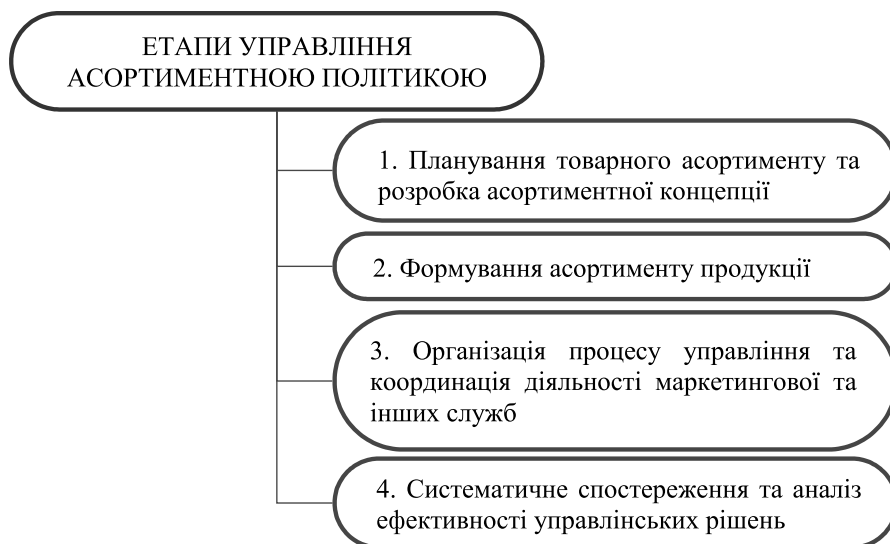 ЕТАПИ УПРАВЛІННЯ
АСОРТИМЕНТНОЮ ПОЛІТИКОЮ
1. Планування товарного асортименту та
розробка асортиментної концепції
2. Формування асортименту продукції
3. Організація процесу управління та
координація діяльності маркетингової та
інших служб
4. Систематичне спостереження та аналіз
ефективності управлінських рішень